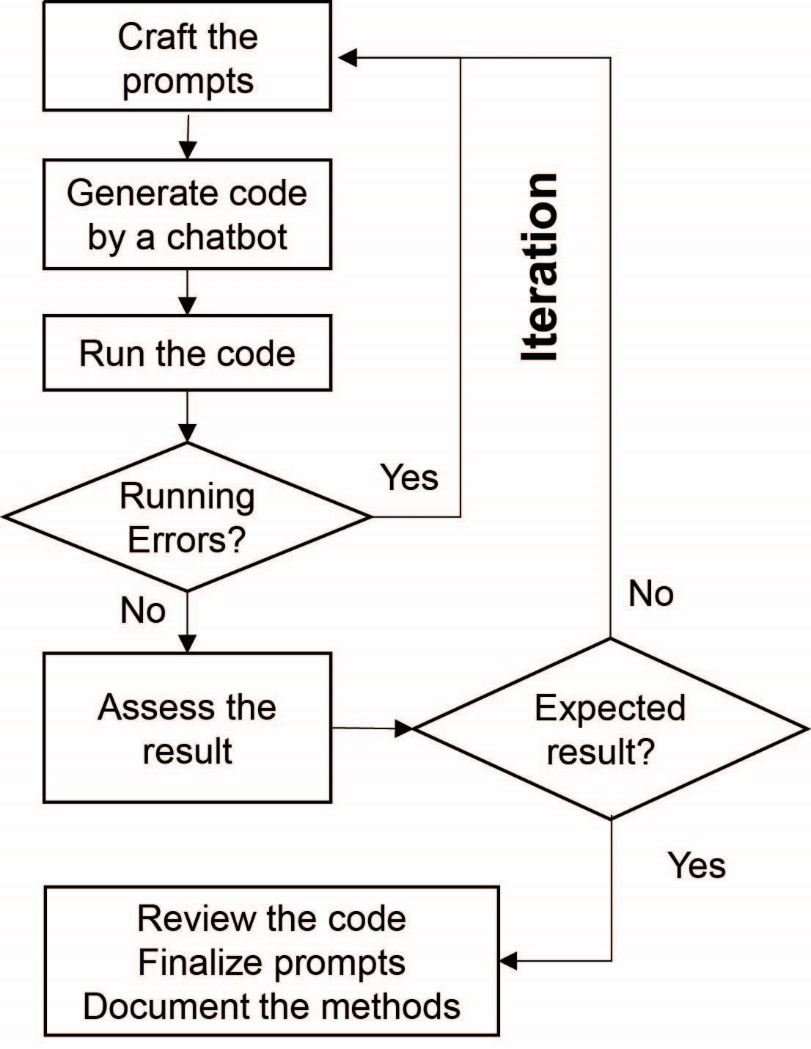 Craft the
prompts
Generate code
by a chatbot
Run the code
Running
Errors?
Yes
No
Assess the
result
Expected
result?
No
Yes
Iteration
Review the code
Finalize prompts
Document the methods